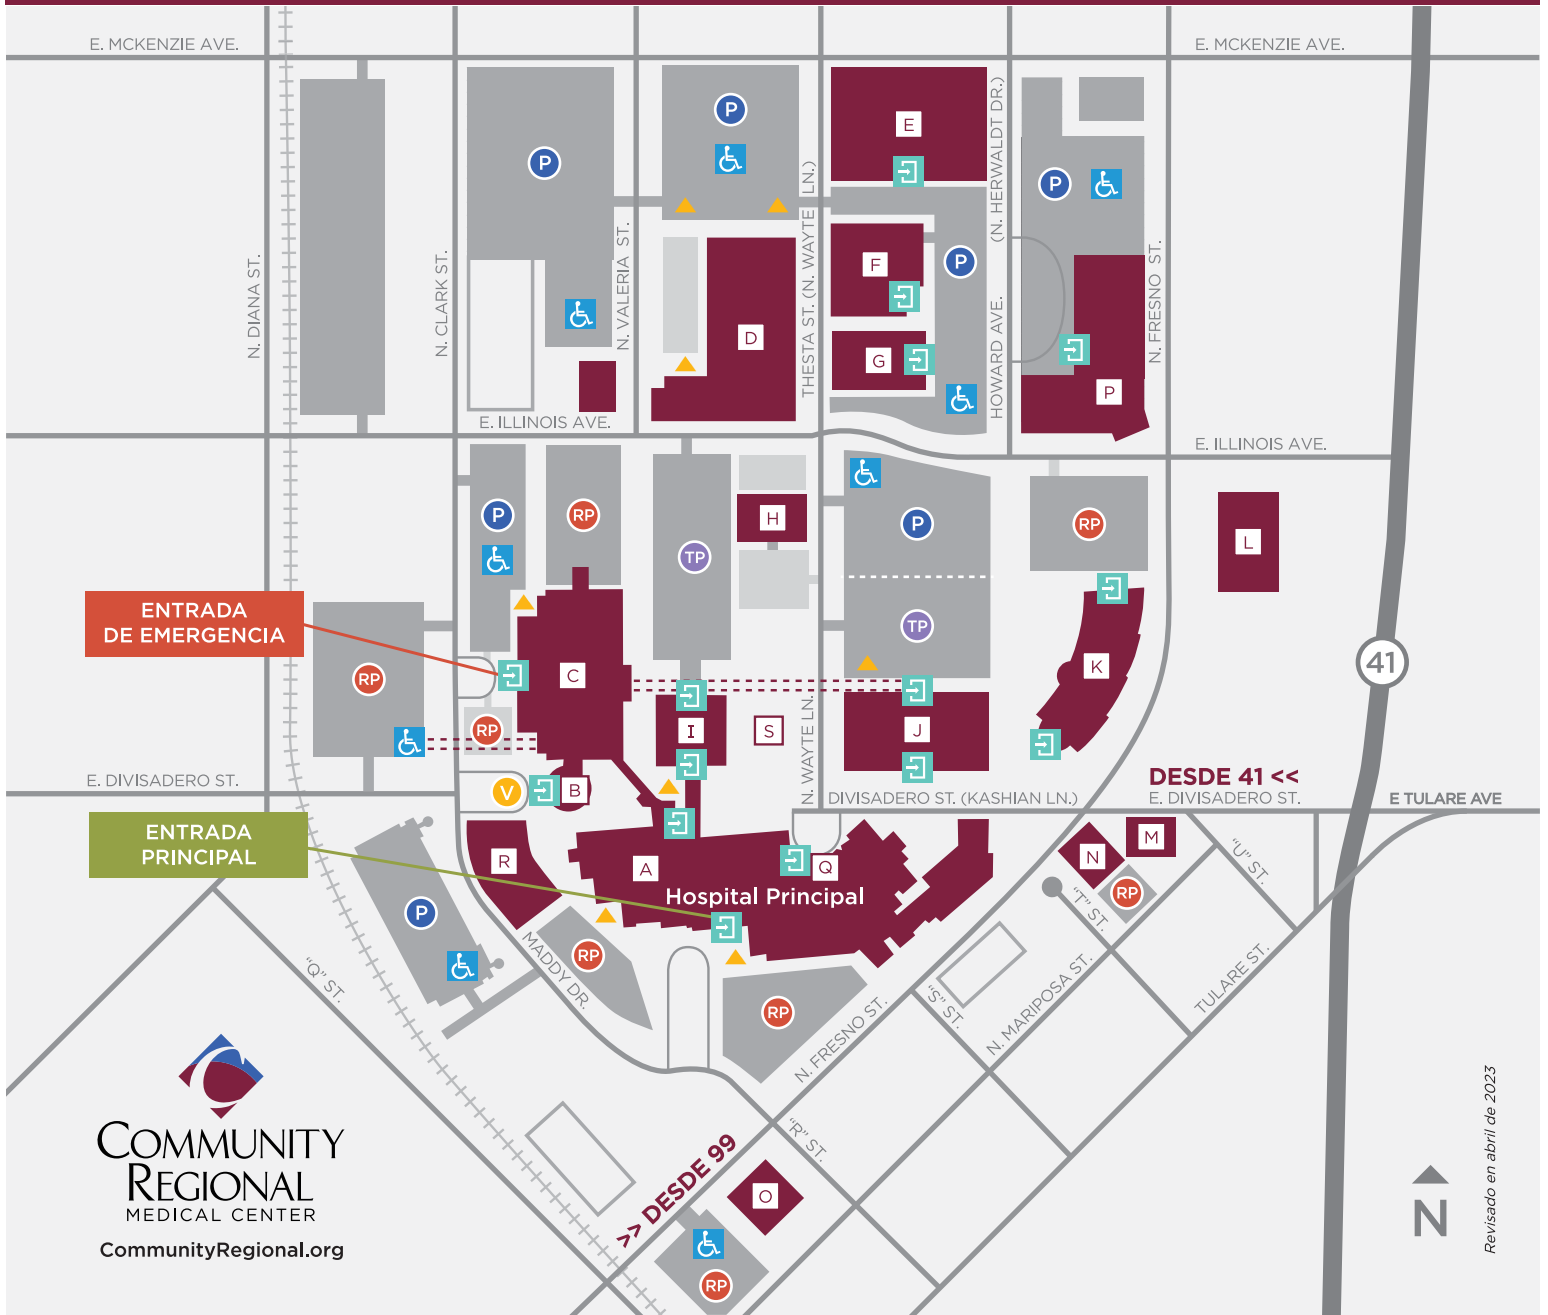 E. MCKENZIE AVE.
E. MCKENZIE AVE.
P
P
E
P
N. DIANA ST.
N. CLARK ST.
N. VALERIA ST.
THESTA ST. (N. WAYTE LN.)
HOWARD AVE. (N. HERWALDT DR.)
N. FRESNO ST.
F
P
D
G
P
E. ILLINOIS AVE.
E. ILLINOIS AVE.
P
RP
H
P
RP
L
TP
ENTRADA
DE EMERGENCIA
TP
41
RP
C
K
RP
I
S
J
N. WAYTE LN.
E. DIVISADERO ST.
V
B
DESDE 41 <<
DIVISADERO ST. (KASHIAN LN.)
E. DIVISADERO ST.
E TULARE AVE
ENTRADA
PRINCIPAL
R
A
Q
Hospital Principal
N
M
RP
"U" ST.
"T" ST.
P
RP
MADDY DR.
RP
"Q" ST.
N. FRESNO ST.
"S" ST.
N. MARIPOSA ST.
TULARE ST.
COMMUNITY
REGIONAL
MEDICAL CENTER
CommunityRegional.org
"R" ST.
>> DESDE 99
O
RP
N
Revisado en abril de 2023